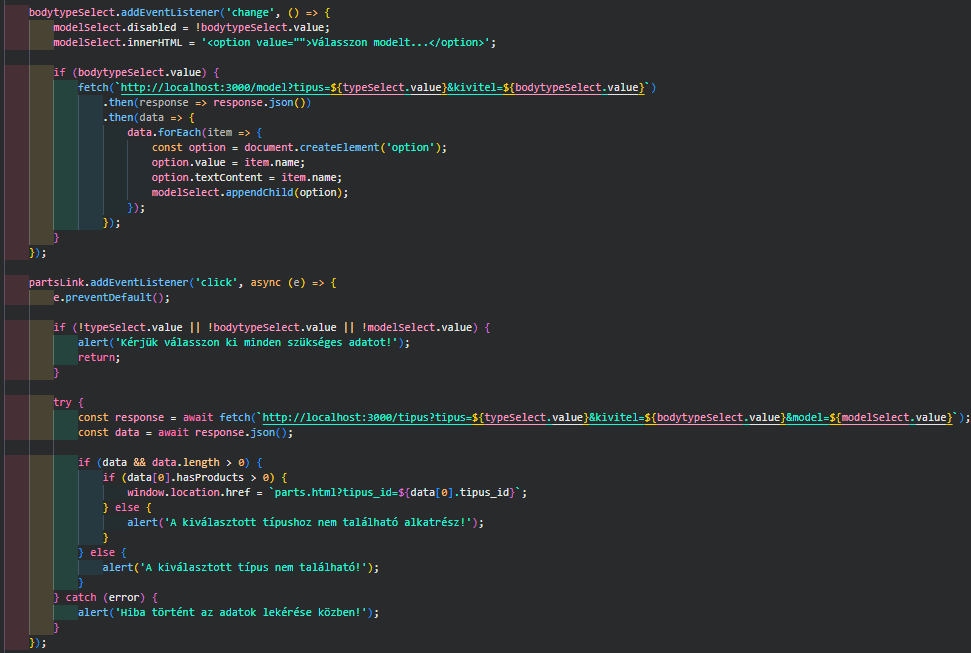 bodytypeSelect.addEventListener('change', () => {
    modelSelect.disabled = !bodytypeSelect.value;
    modelSelect.innerHTML = '<option value="">Válasszon modelt...</option>';

    if (bodytypeSelect.value) {
        fetch(`http://localhost:3000/model?tipus=${typeSelect.value}&kivitel=${bodytypeSelect.value}`)
            .then(response => response.json())
            .then(data => {
                data.forEach(item => {
                    const option = document.createElement('option');
                    option.value = item.name;
                    option.textContent = item.name;
                    modelSelect.appendChild(option);
                });
            });
    }
});

partsLink.addEventListener('click', async (e) => {
    e.preventDefault();

    if (!typeSelect.value || !bodytypeSelect.value || !modelSelect.value) {
        alert('Kérjük válasszon ki minden szükséges adatot!');
        return;
    }

    try {
        const response = await fetch(`http://localhost:3000/tipus?tipus=${typeSelect.value}&kivitel=${bodytypeSelect.value}&model=${modelSelect.value}`);
        const data = await response.json();

        if (data && data.length > 0) {
            if (data[0].hasProducts > 0) {
                window.location.href = `parts.html?tipus_id=${data[0].tipus_id}`;
            } else {
                alert('A kiválasztott típushoz nem található alkatrész!');
            }
        } else {
            alert('A kiválasztott típus nem található!');
        }
    } catch (error) {
        alert('Hiba történt az adatok lekérése közben!');
    }
});